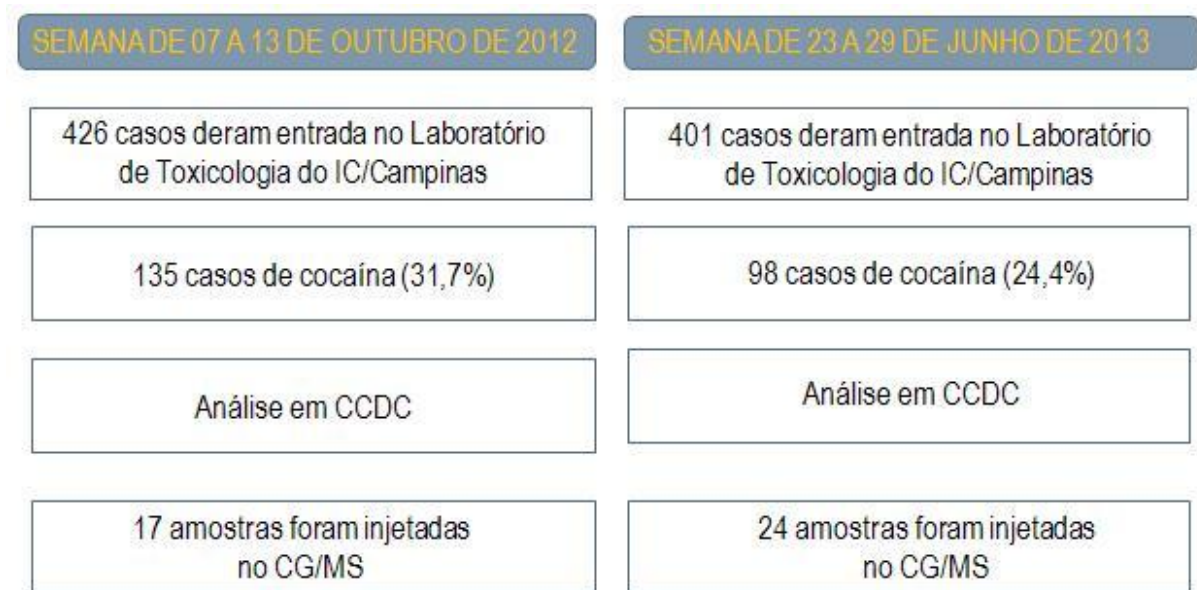 SEMANA DE 07 A 13 DE OUTUBRO DE 2012
426 casos deram entrada no Laboratório
de Toxicologia do IC/Campinas
135 casos de cocaína (31,7%)
Análise em CCDC
17 amostras foram injetadas
no CG/MS
SEMANA DE 23 A 29 DE JUNHO DE 2013
401 casos deram entrada no Laboratório
de Toxicologia do IC/Campinas
98 casos de cocaína (24,4%)
Análise em CCDC
24 amostras foram injetadas
no CG/MS